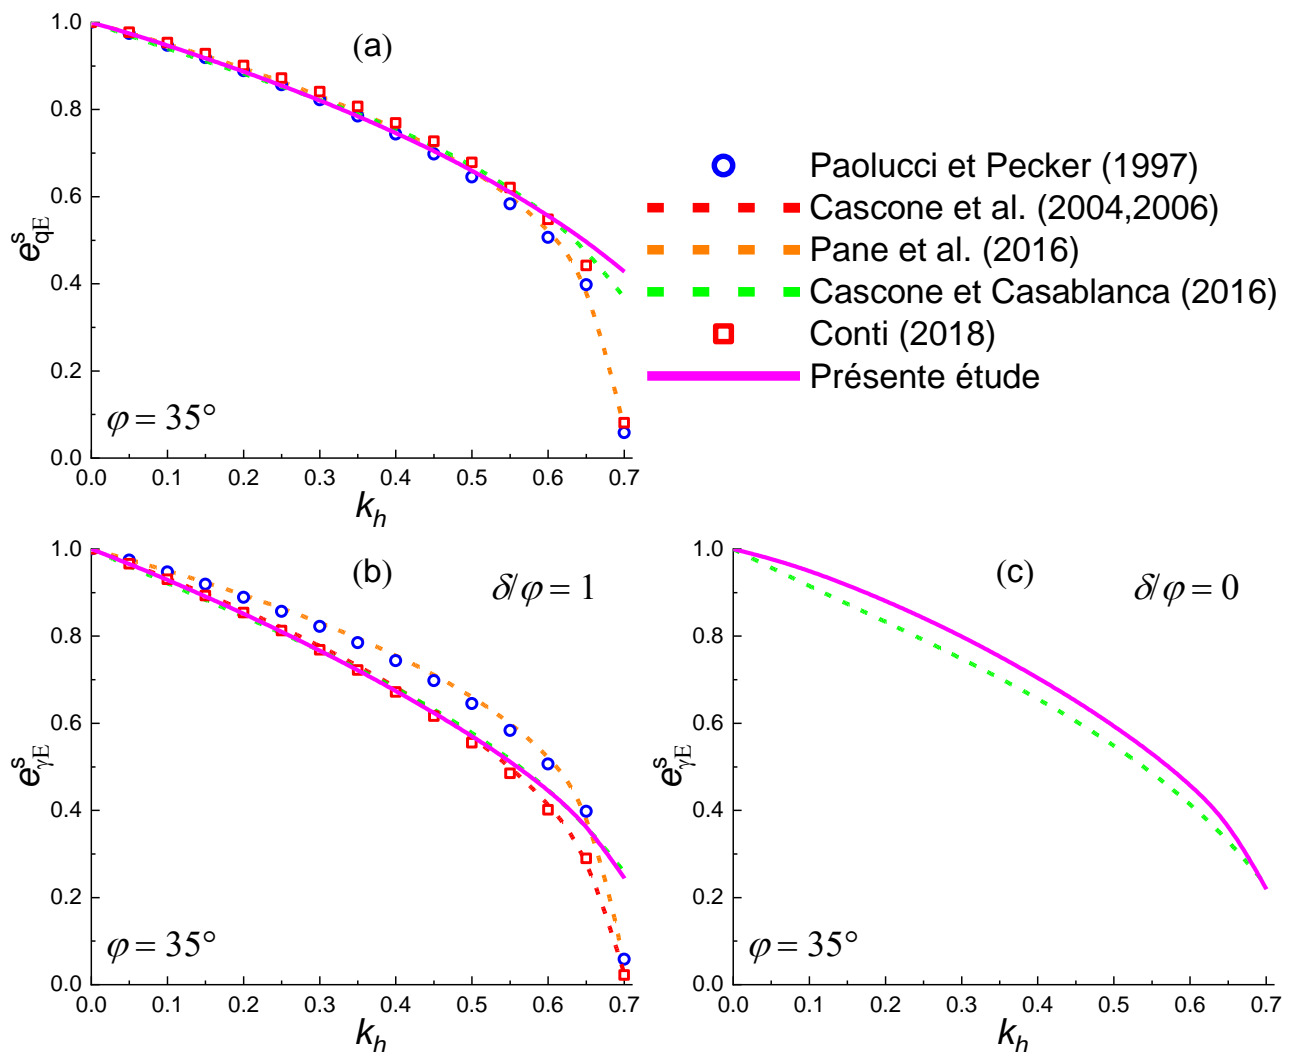 (a)
1.0
0.8
0.6
0.4
0.2
0.0
e^s_qE
φ = 35°
0.0 0.1 0.2 0.3 0.4 0.5 0.6 0.7
k_h
Paolucci et Pecker (1997)
Cascone et al. (2004,2006)
Pane et al. (2016)
Cascone et Casablanca (2016)
Conti (2018)
Présente étude
(b)
δ/φ = 1
1.0
0.8
0.6
0.4
0.2
0.0
e^s_γE
φ = 35°
0.0 0.1 0.2 0.3 0.4 0.5 0.6 0.7
k_h
(c)
δ/φ = 0
1.0
0.8
0.6
0.4
0.2
0.0
e^s_γE
φ = 35°
0.0 0.1 0.2 0.3 0.4 0.5 0.6 0.7
k_h